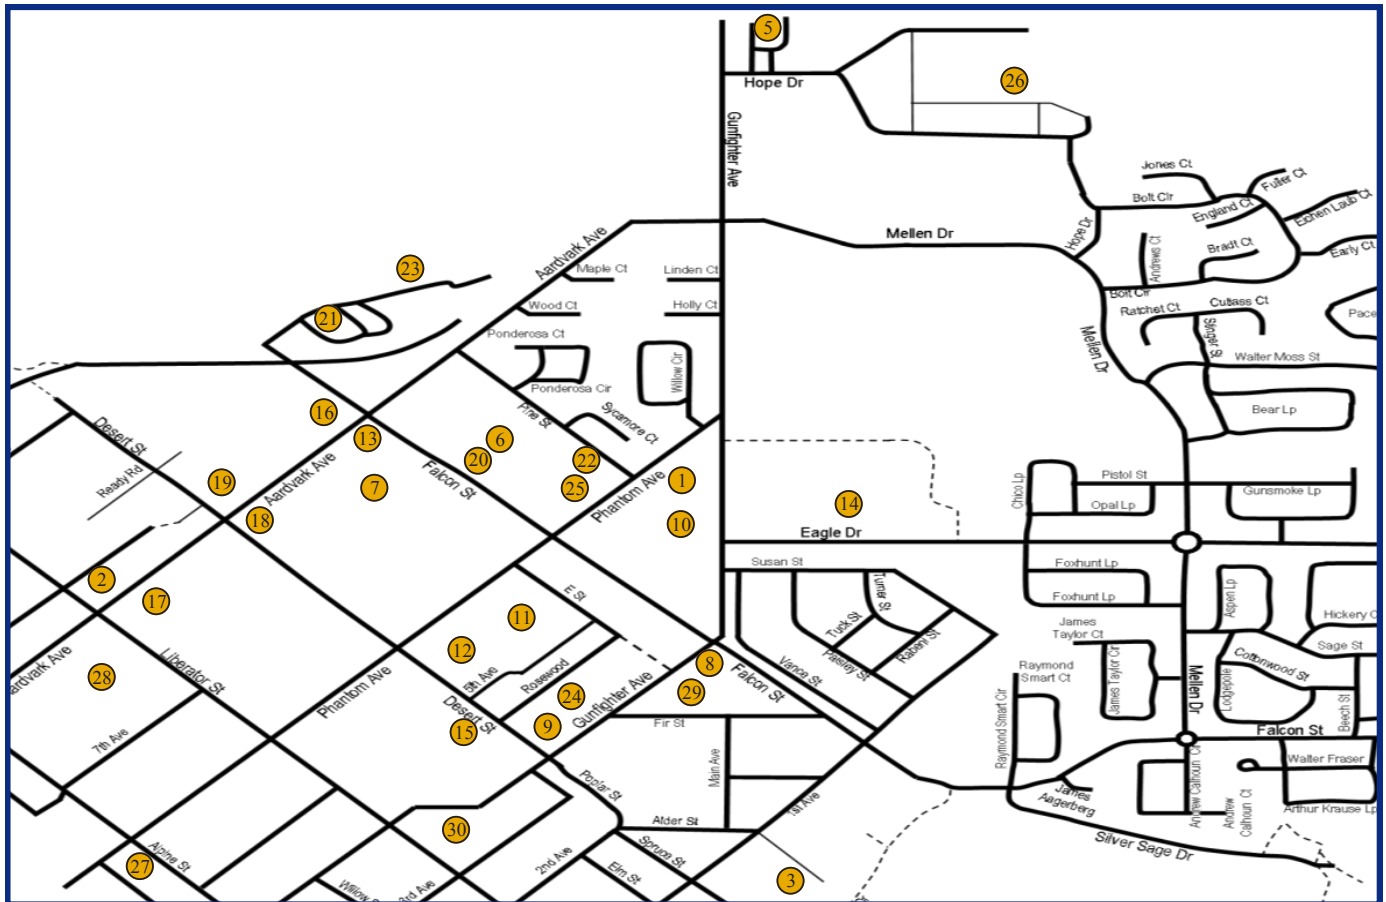 5
Hope Dr
26
Gunfighter Ave
Jones Ct
Fuller Ct
Bolt Cir
England Ct
Eichen Laub Ct
Hope Dr
Mellen Dr
Aardvark Ave
Andrews Ct
Bradt Ct
Early Ct
23
Maple Ct
Linden Ct
Bolt Cir
Cutlass Ct
Ratchet Ct
Wood Ct
Holly Ct
21
Pace
Slinger St
Mellen Dr
Ponderosa Ct
Walter Moss St
Willow Cir
Ponderosa Cir
16
Pine St
Sycamore Ct
Bear Lp
Desert St
13
6
20
22
Falcon St
Ready Rd
Aardvark Ave
19
7
25
Phantom Ave
1
Chico Lp
Pistol St
Gunsmoke Lp
14
Opal Lp
18
10
Eagle Dr
Susan St
Foxhunt Lp
2
E St
Turner St
Foxhunt Lp
Aspen Lp
17
11
Tuck St
James
Taylor Ct
Hickery C
12
Raben St
Sage St
Aardvark Ave
Liberator St
8
Pasley St
Falcon St
Vance St
Raymond
Smart Ct
James Taylor Cir
Cottonwood St
28
5th Ave
Rosewood
24
29
Mellen Dr
Lodgepole
Phantom Ave
Desert St
Gunfighter Ave
9
15
Fir St
Raymond Smart Cir
Beech St
Falcon St
7th Ave
Main Ave
Walter Fraser
Poplar St
Andrew Calhoun Cir
James
Aagerberg
1st Ave
Andrew
Calhoun Ct
Arthur Krause Lp
30
Alder St
Silver Sage Dr
Alpine St
27
2nd Ave
Spruce St
Elm St
3
Willow
3rd Ave